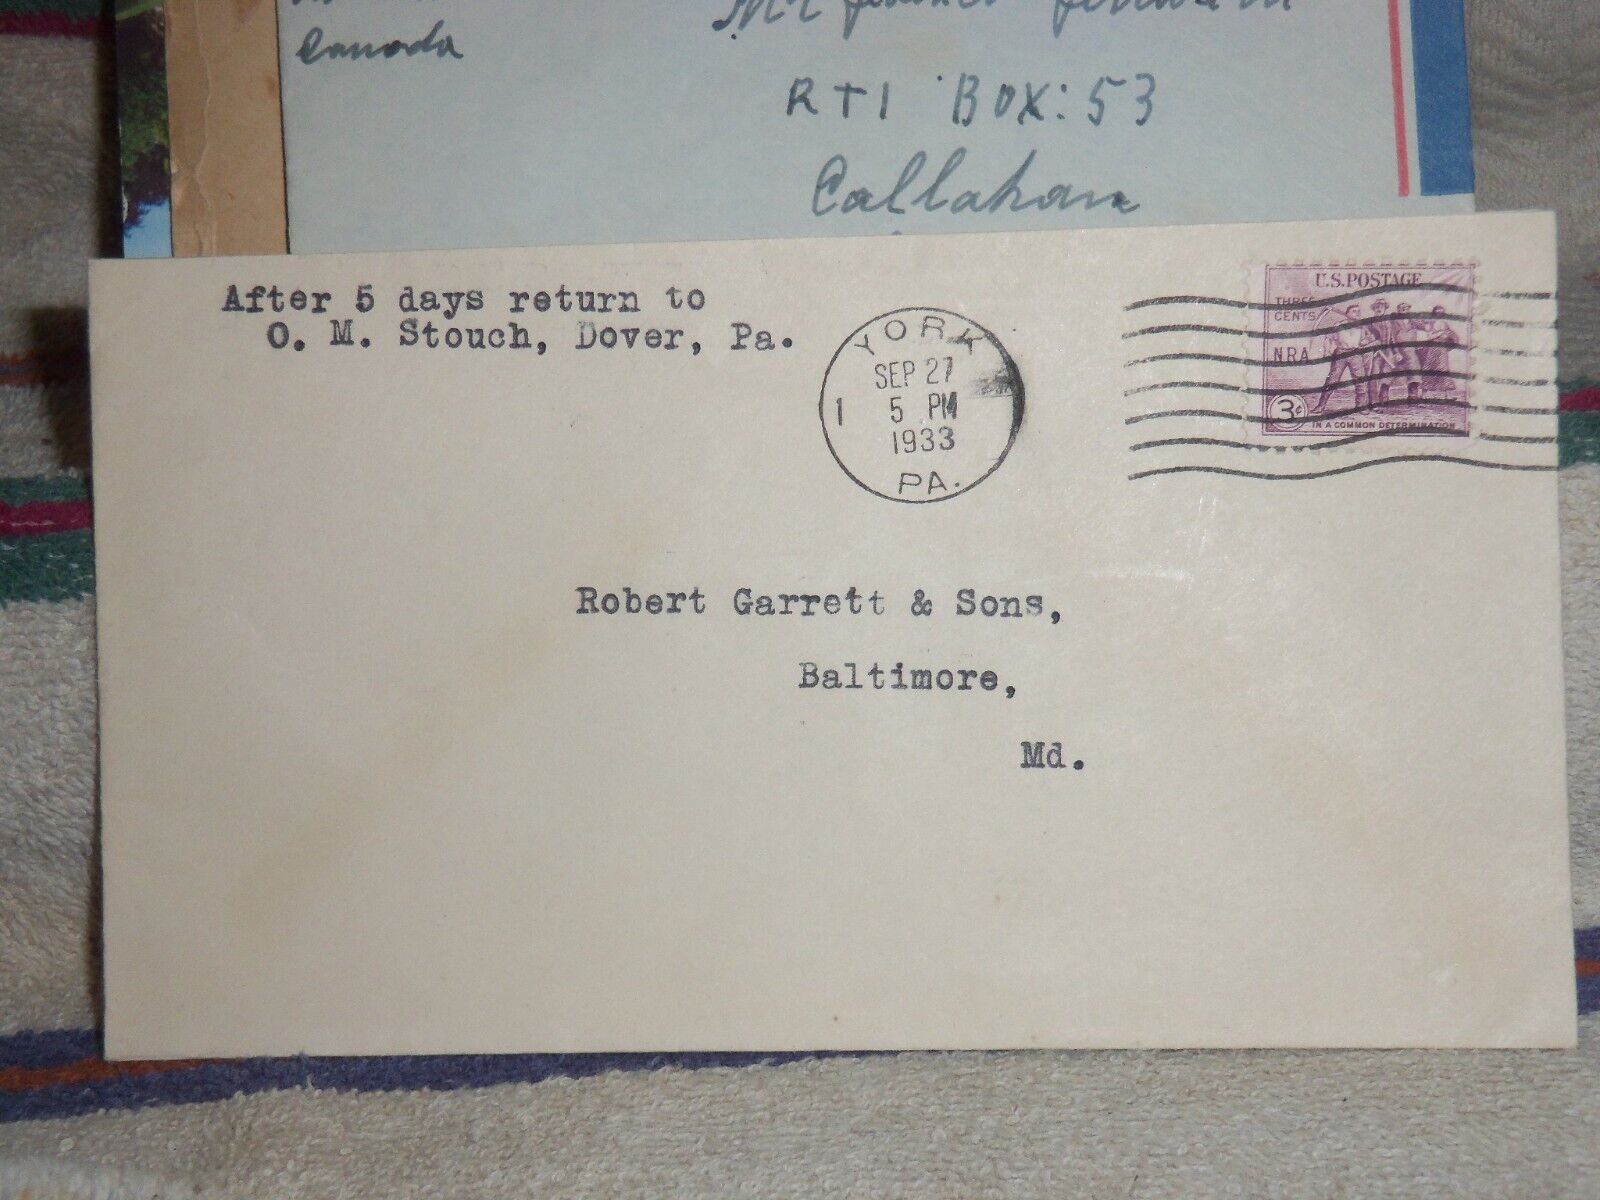 Canada
Mr
RT1 BOX: 53
Callahan
After 5 days return to
O. M. Stouch, Dover, Pa.
YORK
SEP 27
1 5 PM
1933
PA.
U.S. POSTAGE
THREE
CENTS
NRA
3¢
IN A COMMON DETERMINATION
Robert Garrett & Sons,
Baltimore,
Md.